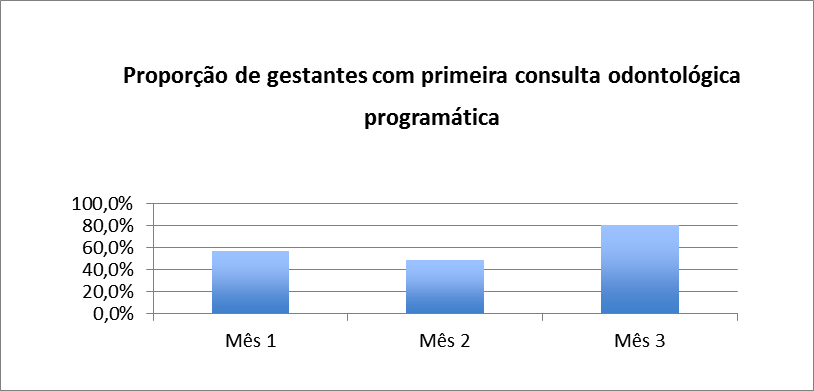 Proporção de gestantes com primeira consulta odontológica
programática
100,0%
80,0%
60,0%
40,0%
20,0%
0,0%
Mês 1 Mês 2 Mês 3